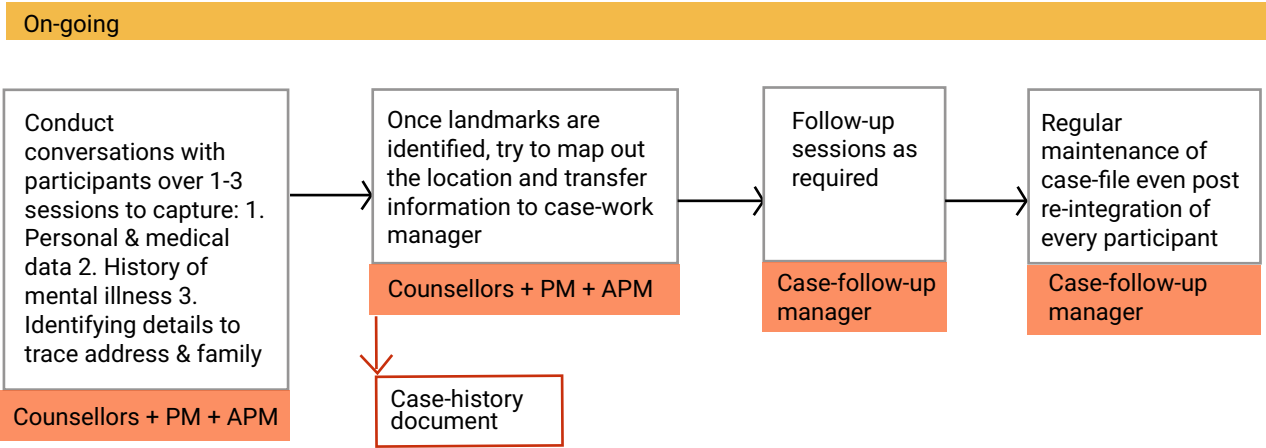 On-going
Conduct
conversations with
participants over 1-3
sessions to capture: 1.
Personal & medical
data 2. History of
mental illness 3.
Identifying details to
trace address & family
Counsellors + PM + APM
Once landmarks are
identified, try to map out
the location and transfer
information to case-work
manager
Counsellors + PM + APM
Case-history
document
Follow-up
sessions as
required
Case-follow-up
manager
Regular
maintenance of
case-file even post
re-integration of
every participant
Case-follow-up
manager